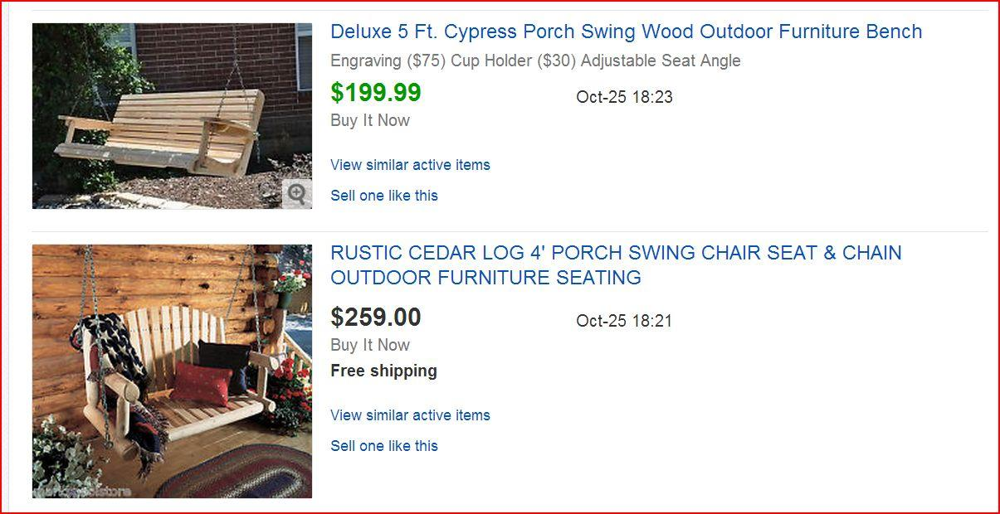 Deluxe 5 Ft. Cypress Porch Swing Wood Outdoor Furniture Bench
Engraving ($75) Cup Holder ($30) Adjustable Seat Angle
$199.99
Oct-25 18:23
Buy It Now
View similar active items
Sell one like this
RUSTIC CEDAR LOG 4' PORCH SWING CHAIR SEAT & CHAIN
OUTDOOR FURNITURE SEATING
$259.00
Oct-25 18:21
Buy It Now
Free shipping
View similar active items
Sell one like this